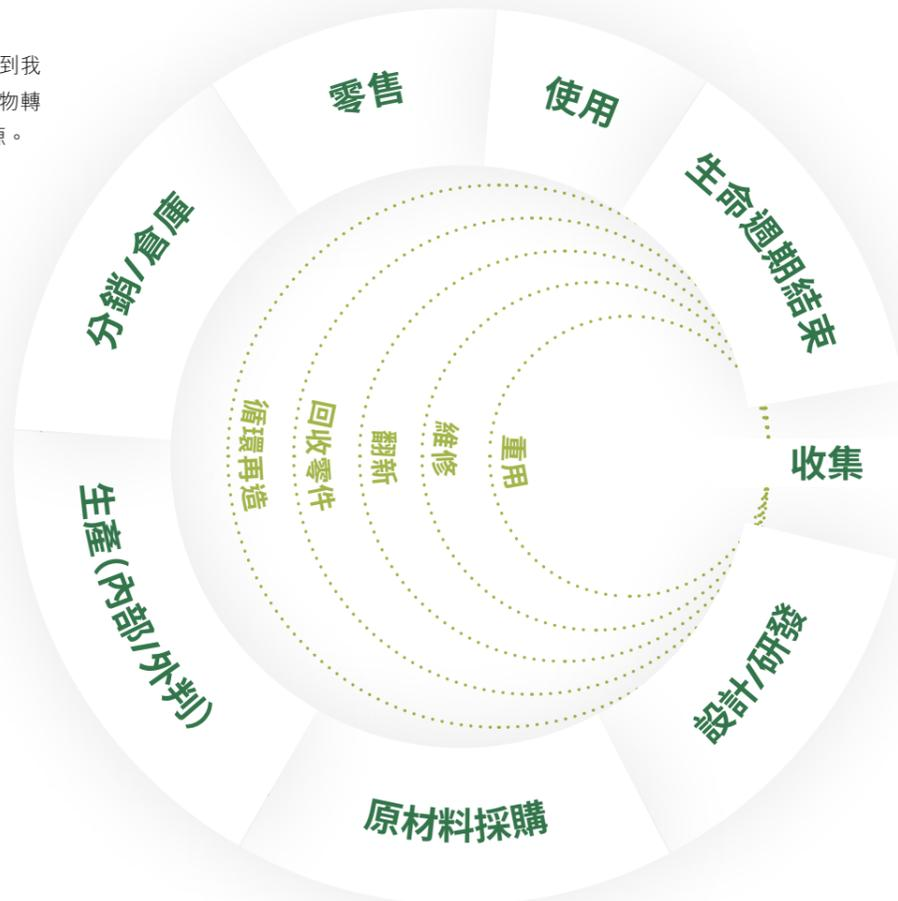 到我
物轉
源。
零售
使用
生命週期結束
收集
設計/研發
原材料採購
生產(內部/外判)
分銷/倉庫
循環再造
回收零件
翻新
維修
重用